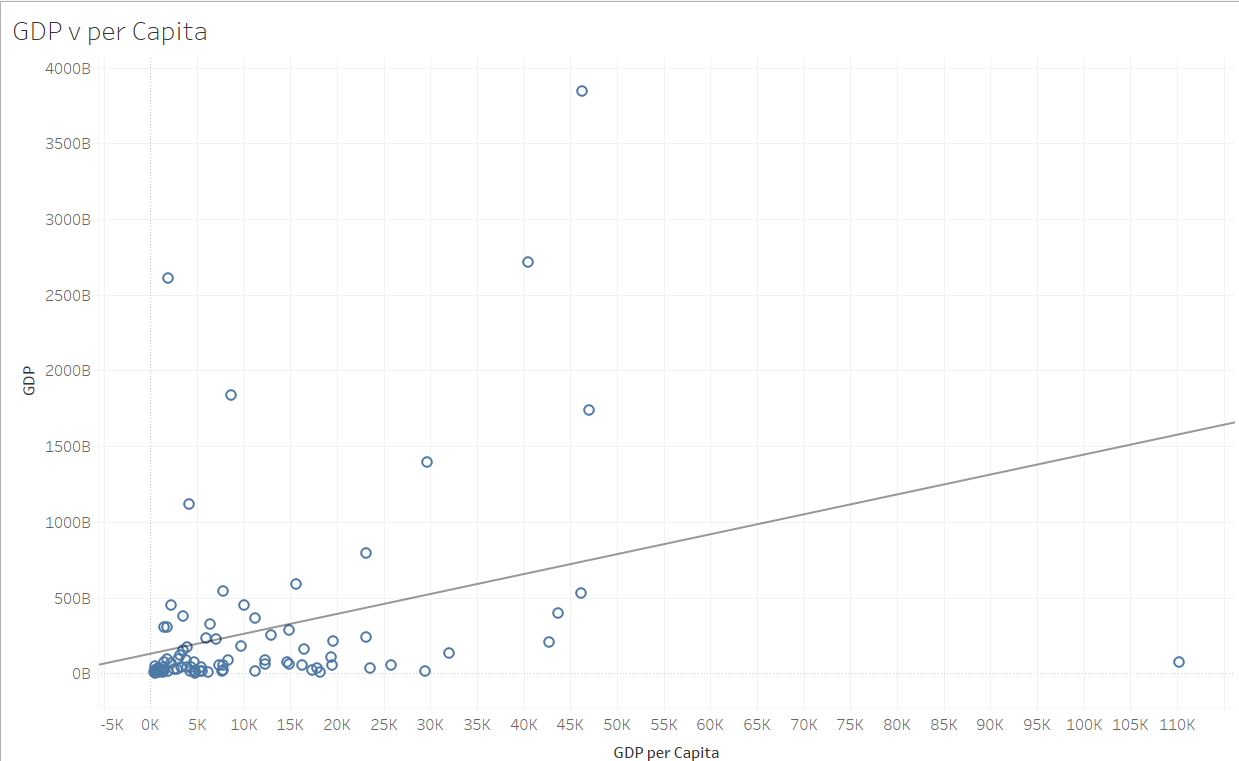 GDP v per Capita
4000B
3500B
3000B
2500B
2000B
1500B
1000B
500B
0B
GDP
-5K 0K 5K 10K 15K 20K 25K 30K 35K 40K 45K 50K 55K 60K 65K 70K 75K 80K 85K 90K 95K 100K 105K 110K
GDP per Capita